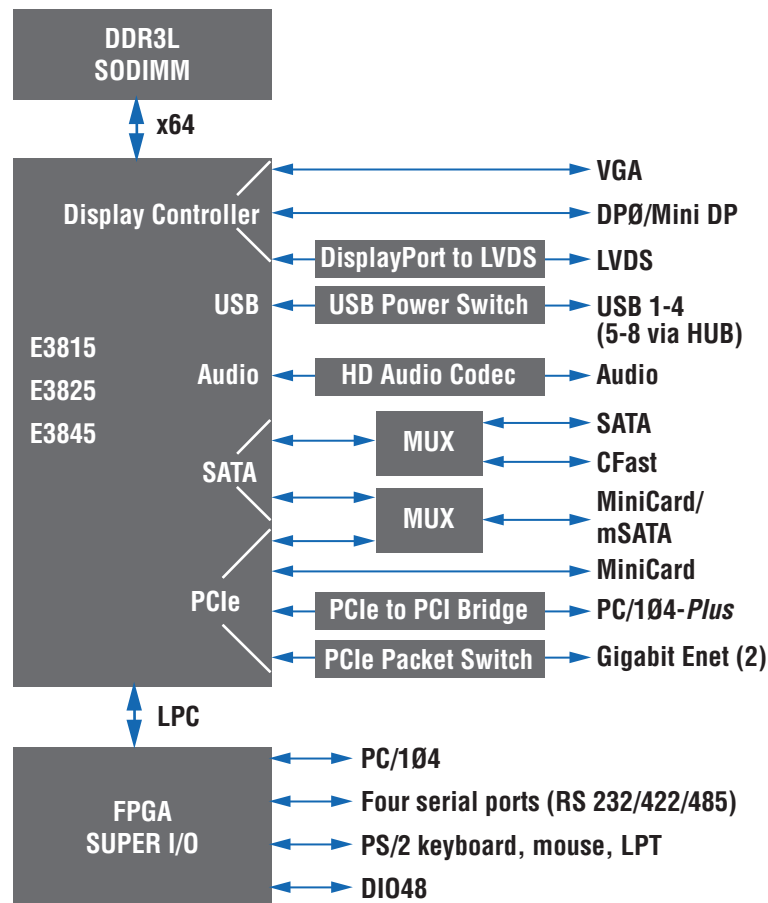 DDR3L
SODIMM
x64
Display Controller
VGA
DPØ/Mini DP
DisplayPort to LVDS
LVDS
USB
USB Power Switch
USB 1-4
(5-8 via HUB)
E3815
E3825
E3845
Audio
HD Audio Codec
Audio
SATA
MUX
SATA
CFast
MUX
MiniCard/
mSATA
PCIe
MiniCard
PCIe to PCI Bridge
PC/1Ø4-Plus
PCIe Packet Switch
Gigabit Enet (2)
LPC
FPGA
SUPER I/O
PC/1Ø4
Four serial ports (RS 232/422/485)
PS/2 keyboard, mouse, LPT
DIO48